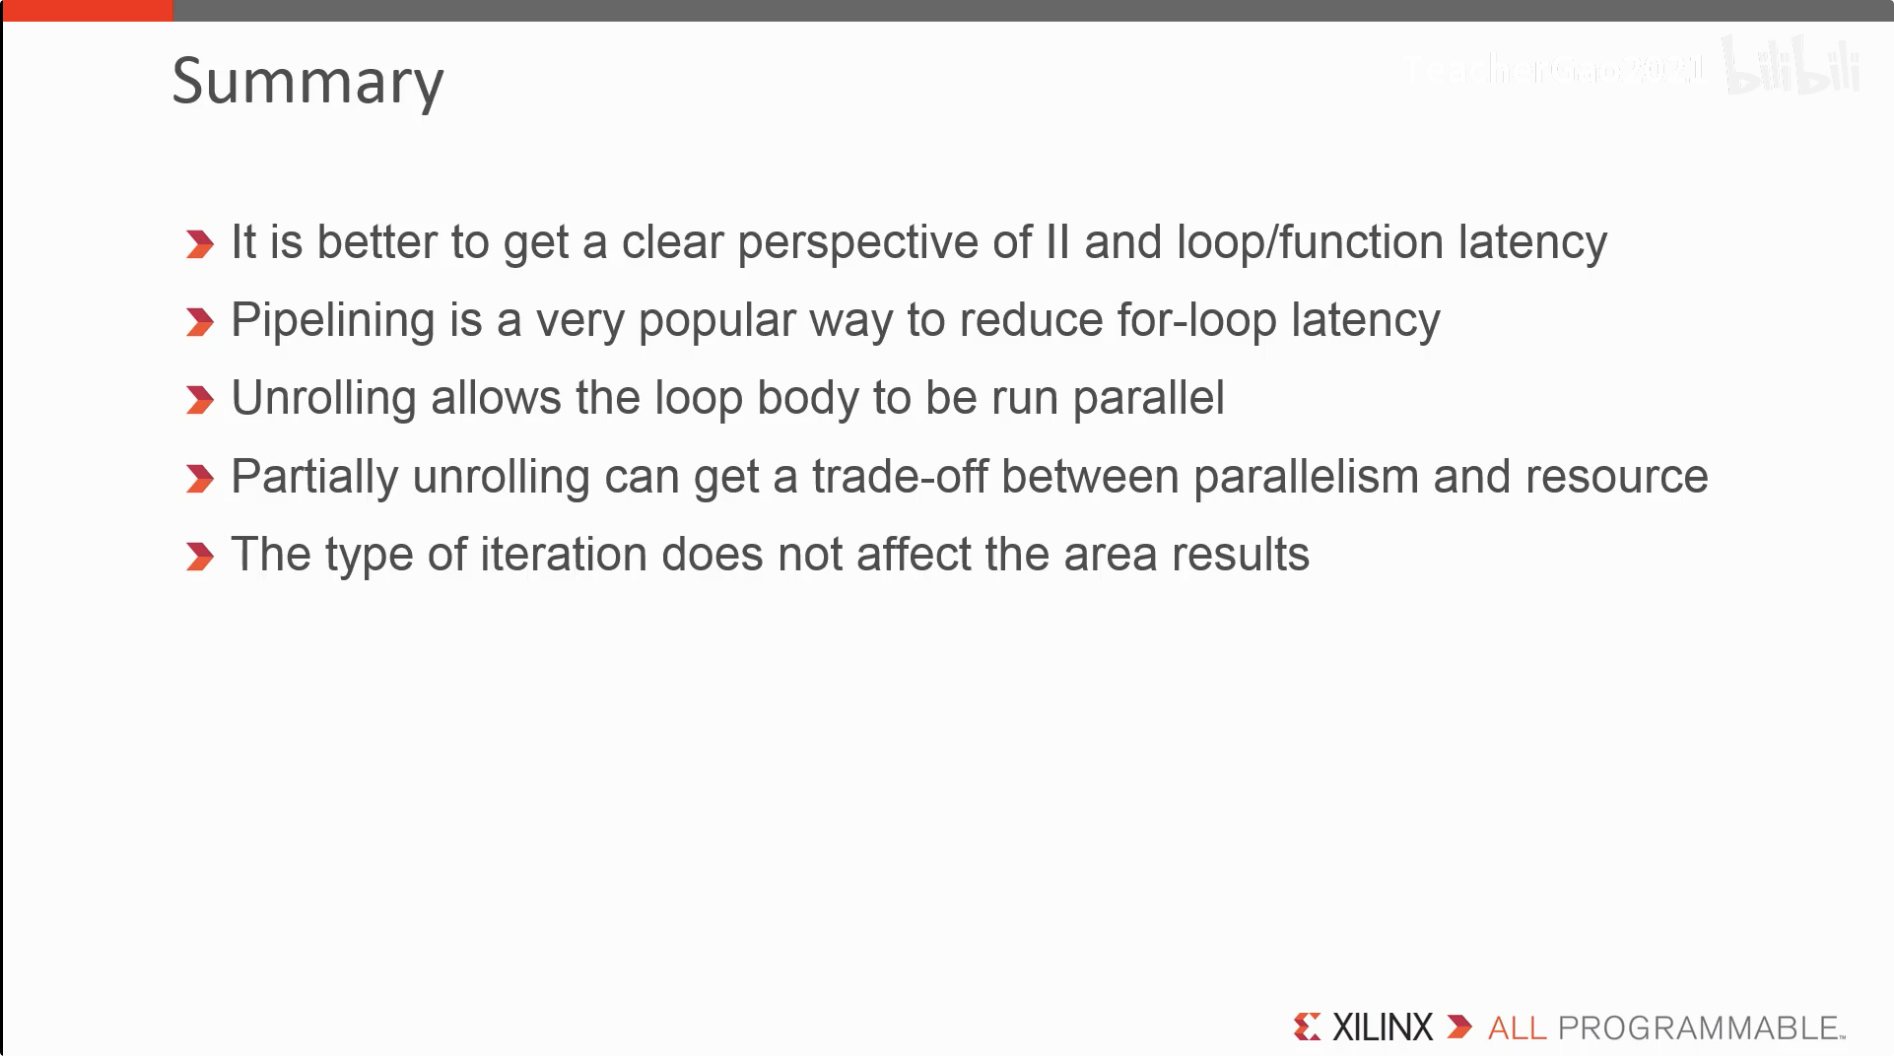 Summary
TeacherGao2021 bilibili
It is better to get a clear perspective of II and loop/function latency
Pipelining is a very popular way to reduce for-loop latency
Unrolling allows the loop body to be run parallel
Partially unrolling can get a trade-off between parallelism and resource
The type of iteration does not affect the area results
XILINX ALL PROGRAMMABLE™